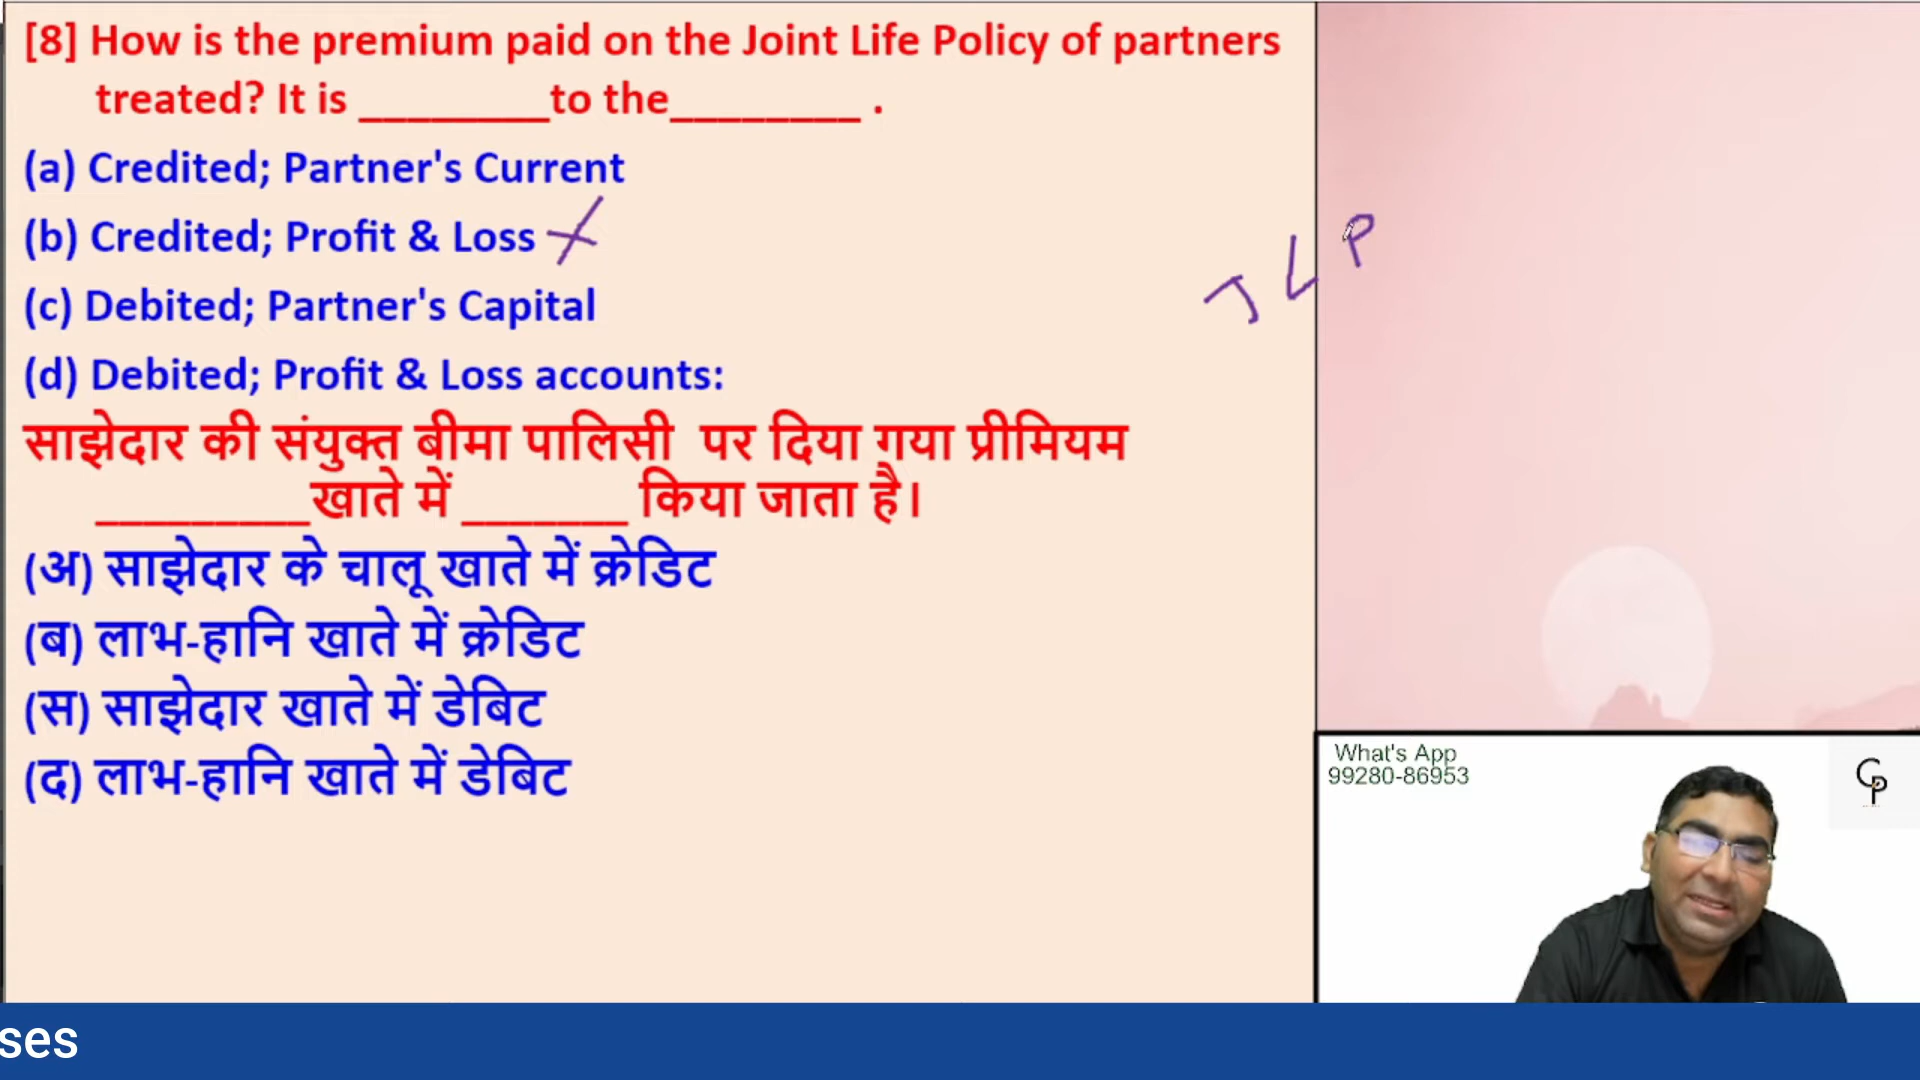 [8] How is the premium paid on the Joint Life Policy of partners
treated? It is ________to the________ .
(a) Credited; Partner's Current
(b) Credited; Profit & Loss
(c) Debited; Partner's Capital
(d) Debited; Profit & Loss accounts:
साझेदार की संयुक्त बीमा पालिसी पर दिया गया प्रीमियम
_________खाते में _______ किया जाता है।
(अ) साझेदार के चालू खाते में क्रेडिट
(ब) लाभ-हानि खाते में क्रेडिट
(स) साझेदार खाते में डेबिट
(द) लाभ-हानि खाते में डेबिट
J L P
What's App
99280-86953
CP
ses